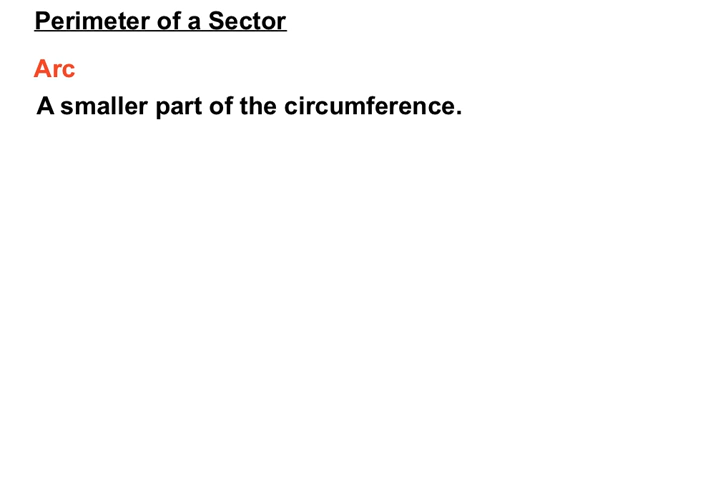 Perimeter of a Sector
Arc
A smaller part of the circumference.